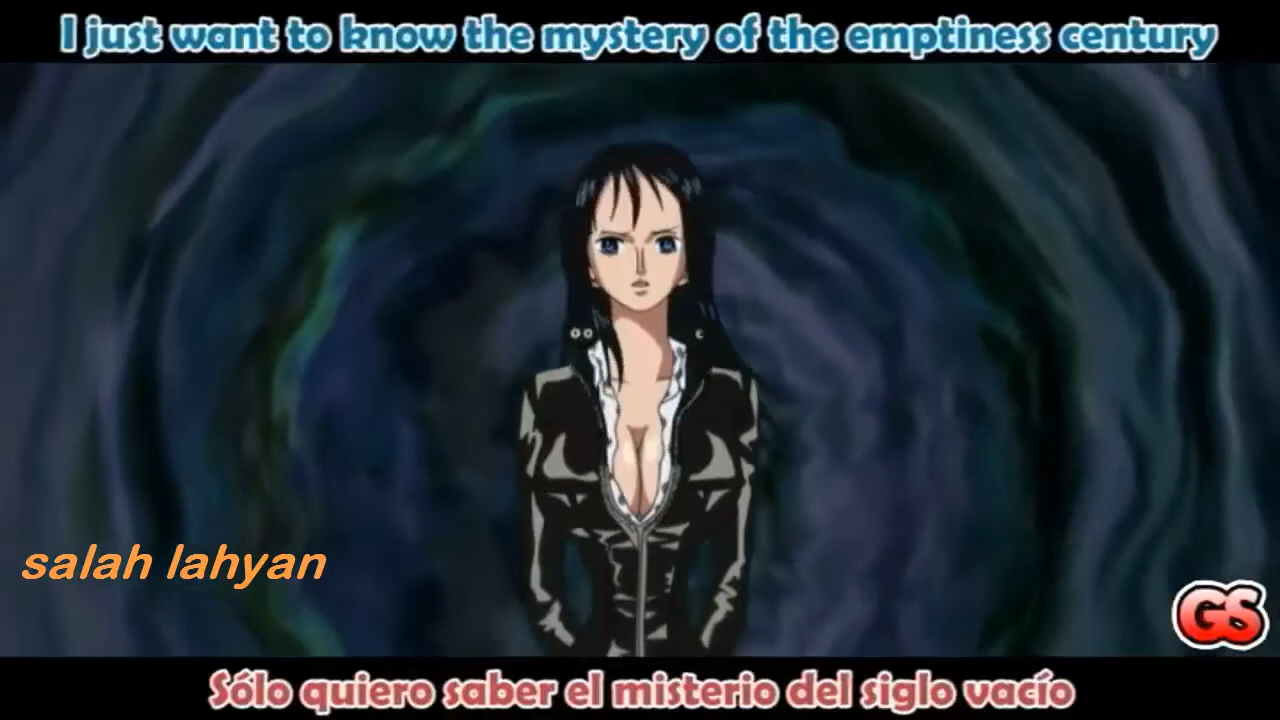 I just want to know the mystery of the emptiness century
salah lahyan
GS
Sólo quiero saber el misterio del siglo vacío